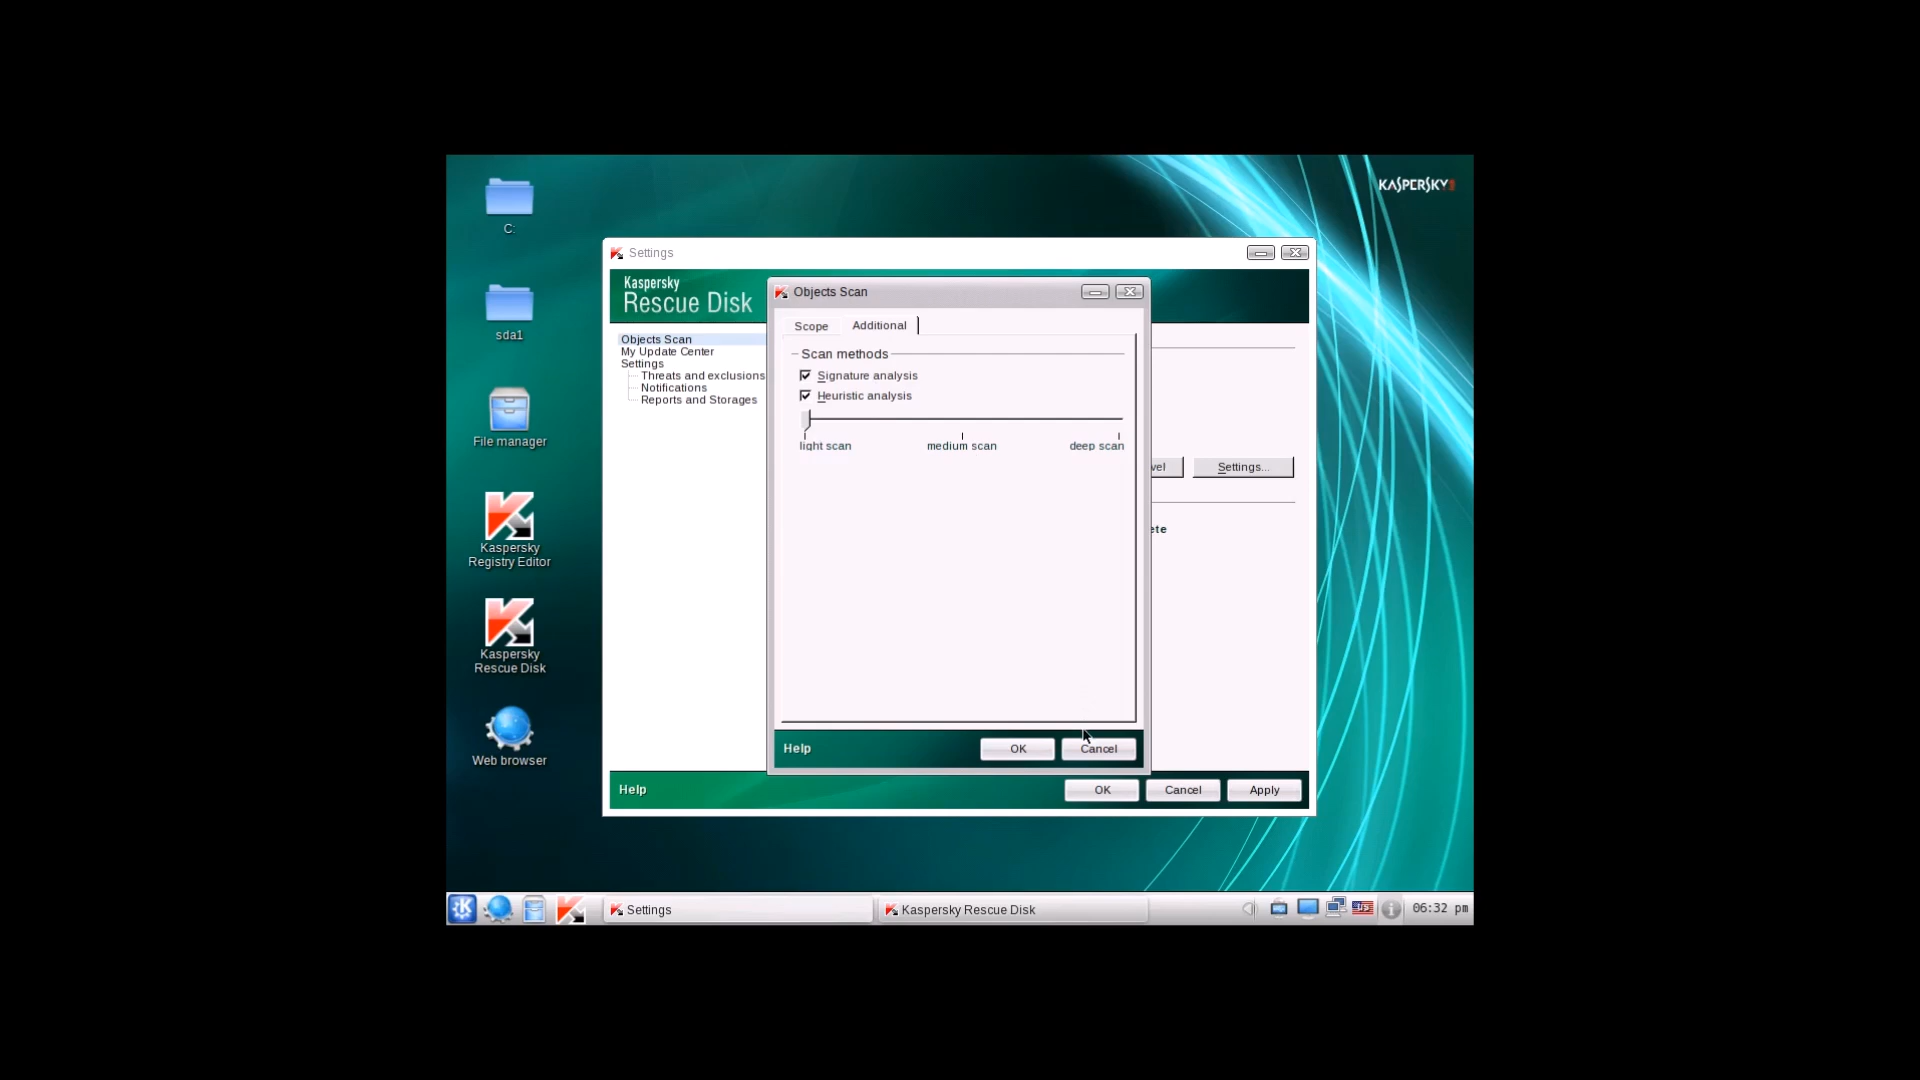 KASPERSKY
C:
sda1
File manager
Kaspersky
Registry Editor
Kaspersky
Rescue Disk
Web browser
Settings
Kaspersky
Rescue Disk
Objects Scan
My Update Center
Settings
Threats and exclusions
Notifications
Reports and Storages
Objects Scan
Scope
Additional
Scan methods
Signature analysis
Heuristic analysis
light scan
medium scan
deep scan
Help
OK
Cancel
vel
Settings...
ete
Help
OK
Cancel
Apply
Settings
Kaspersky Rescue Disk
06:32 pm